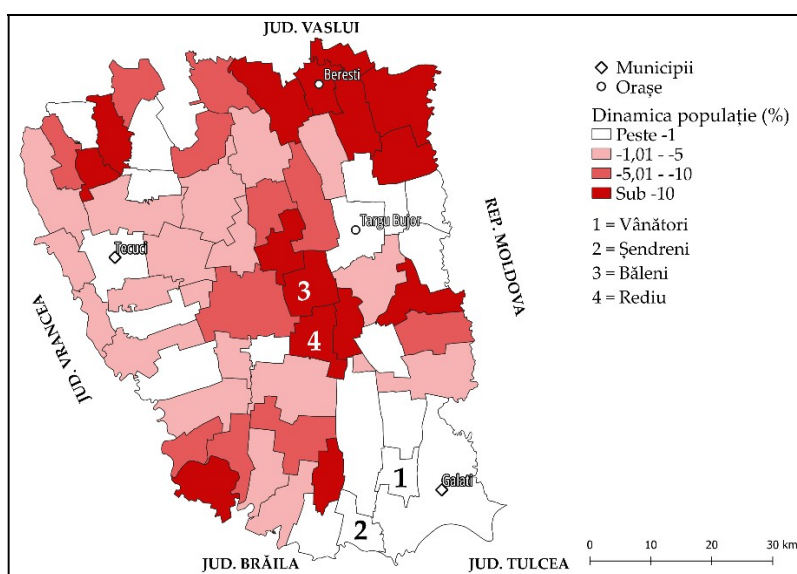 JUD. VASLUI
Beresti
Targu Bujor
Tecuci
REP. MOLDOVA
JUD. VRANCEA
3
4
1
2
Galati
JUD. BRĂILA
JUD. TULCEA
Municipii
Orașe
Dinamica populație (%)
Peste -1
-1,01 - -5
-5,01 - -10
Sub -10
1 = Vânători
2 = Șendreni
3 = Băleni
4 = Rediu
0 10 20 30 km